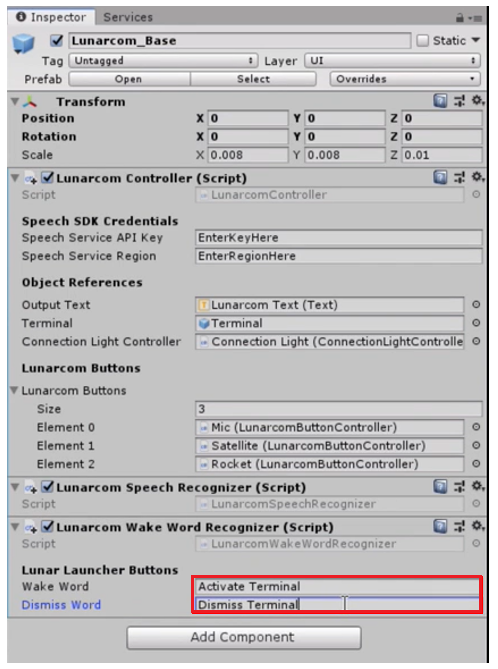 Inspector Services
Lunarcom_Base Static
Tag Untagged Layer UI
Prefab Open Select Overrides
Transform
Position X 0 Y 0 Z 0
Rotation X 0 Y 0 Z 0
Scale X 0.008 Y 0.008 Z 0.01
Lunarcom Controller (Script)
Script LunarcomController
Speech SDK Credentials
Speech Service API Key EnterKeyHere
Speech Service Region EnterRegionHere
Object References
Output Text Lunarcom Text (Text)
Terminal Terminal
Connection Light Controller Connection Light (ConnectionLightControlle
Lunarcom Buttons
Lunarcom Buttons
Size 3
Element 0 Mic (LunarcomButtonController)
Element 1 Satellite (LunarcomButtonController)
Element 2 Rocket (LunarcomButtonController)
Lunarcom Speech Recognizer (Script)
Script LunarcomSpeechRecognizer
Lunarcom Wake Word Recognizer (Script)
Script LunarcomWakeWordRecognizer
Lunar Launcher Buttons
Wake Word Activate Terminal
Dismiss Word Dismiss Terminal
Add Component